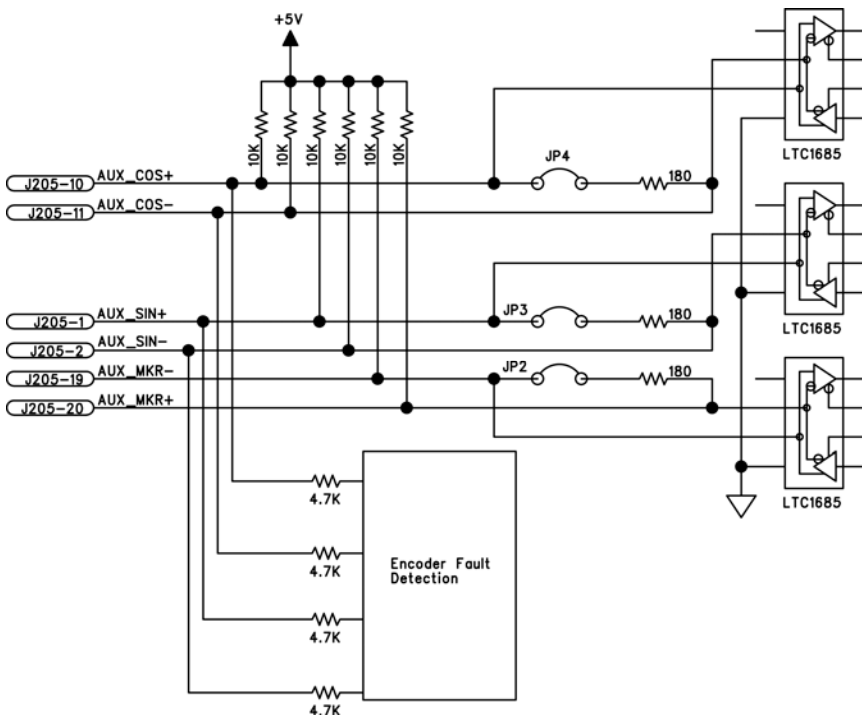 +5V
10K
10K
10K
10K
10K
10K
LTC1685
J205-10
AUX_COS+
JP4
180
J205-11
AUX_COS-
J205-1
AUX_SIN+
JP3
180
LTC1685
J205-2
AUX_SIN-
J205-19
AUX_MKR-
JP2
180
J205-20
AUX_MKR+
LTC1685
4.7K
4.7K
4.7K
4.7K
Encoder Fault
Detection